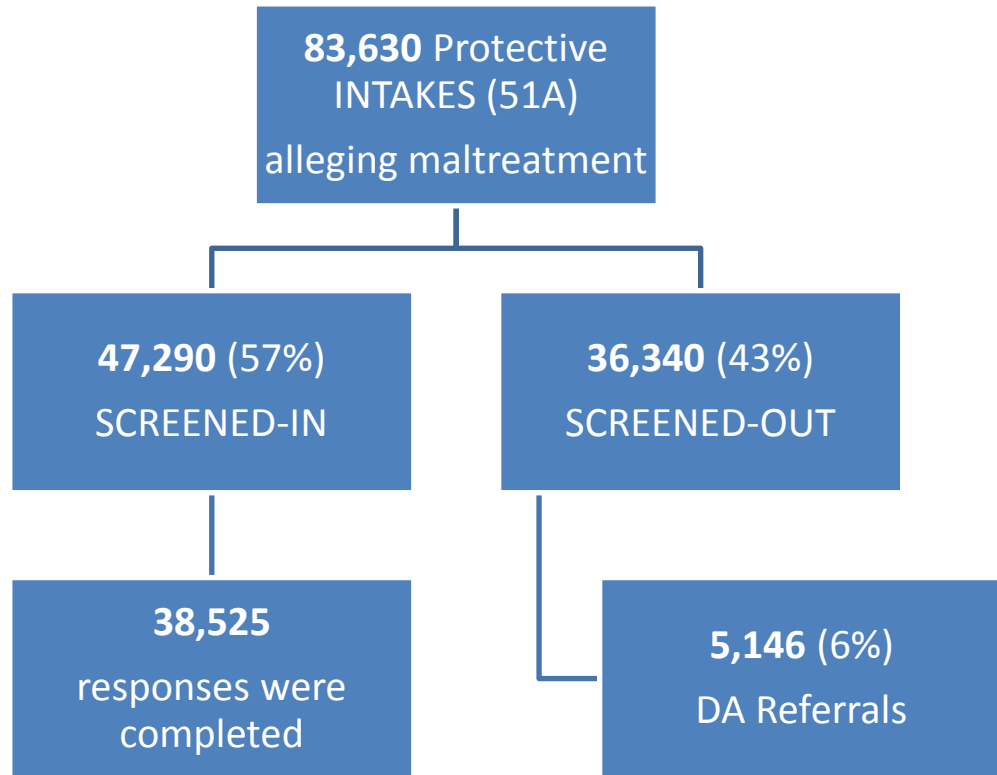 83,630 Protective
INTAKES (51A)
alleging maltreatment
47,290 (57%)
SCREENED-IN
36,340 (43%)
SCREENED-OUT
38,525
responses were
completed
5,146 (6%)
DA Referrals